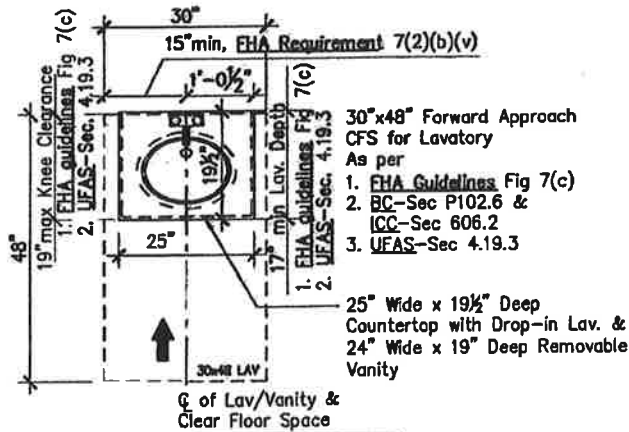 30"
15"min, FHA Requirement 7(2)(b)(v)
1'-0½"
48"
19"max Knee Clearance
1. FHA guidelines Fig 7(c)
2. UFAS-Sec. 4.19.3
19½"
25"
17" min Lav. Depth
1. FHA guidelines Fig 7(c)
2. UFAS-Sec. 4.19.3
30"x48" Forward Approach
CFS for Lavatory
As per
1. FHA Guidelines Fig 7(c)
2. BC-Sec P102.6 &
ICC-Sec 606.2
3. UFAS-Sec 4.19.3
25" Wide x 19½" Deep
Countertop with Drop-in Lav. &
24" Wide x 19" Deep Removable
Vanity
30x48 LAV
℄ of Lav/Vanity &
Clear Floor Space